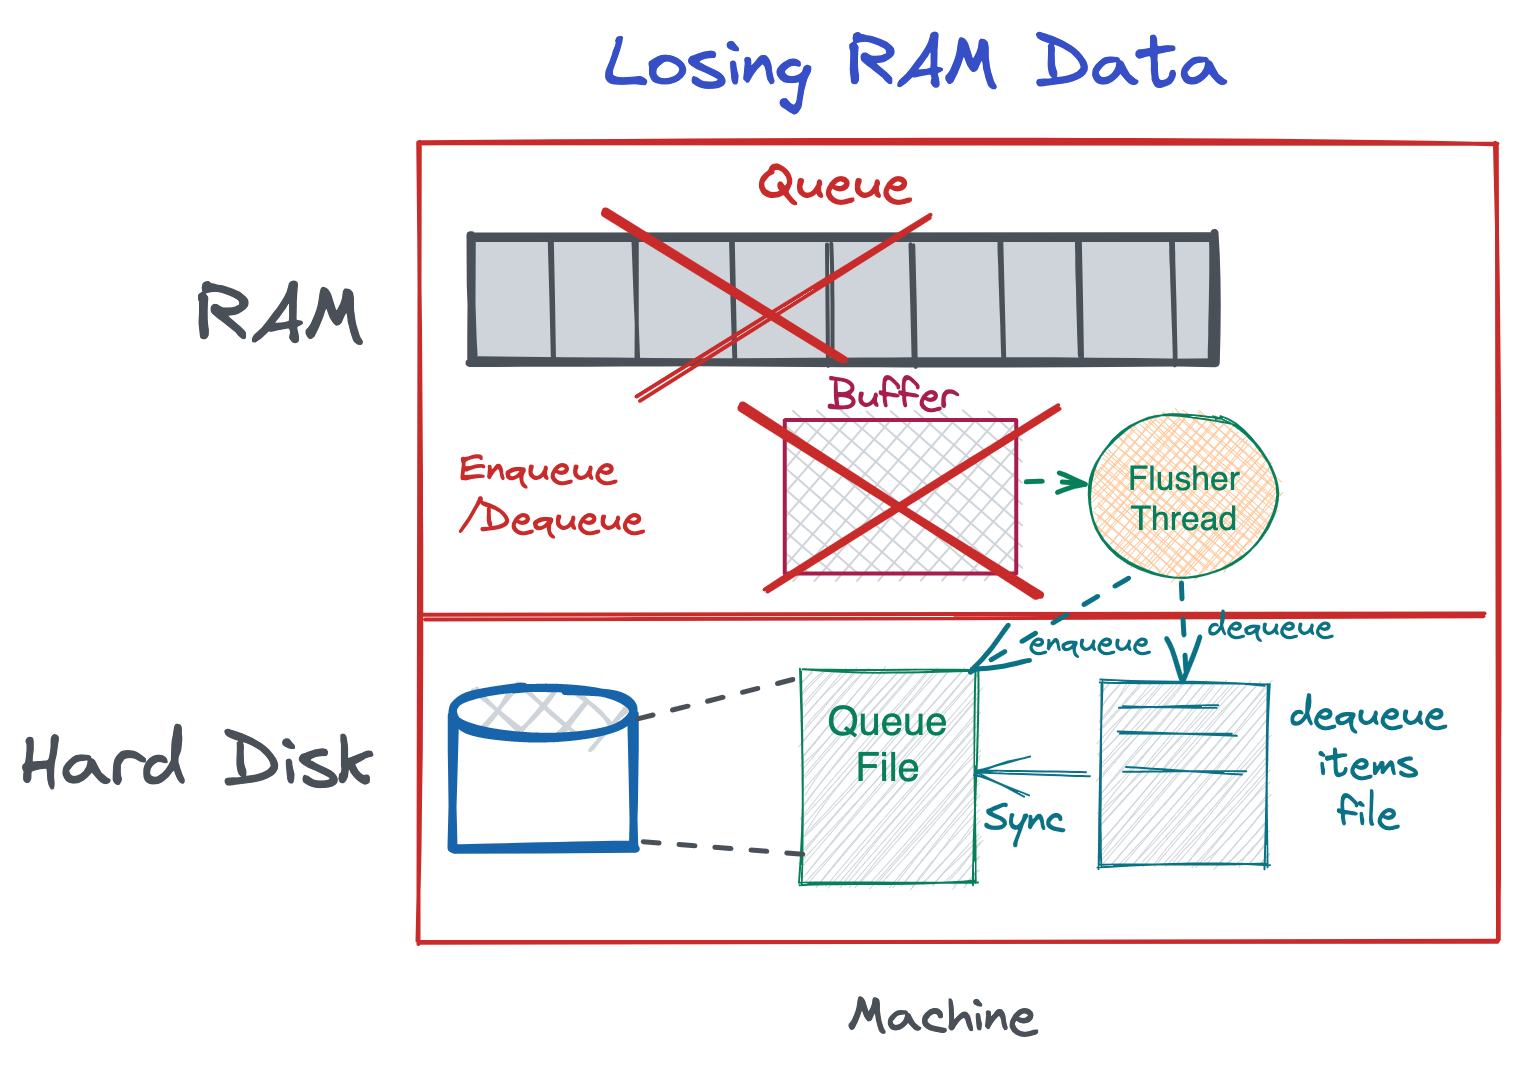 Losing RAM Data
Queue
RAM
Buffer
Enqueue
/Dequeue
Flusher
Thread
enqueue
dequeue
Hard Disk
Queue
File
Sync
dequeue
items
file
Machine